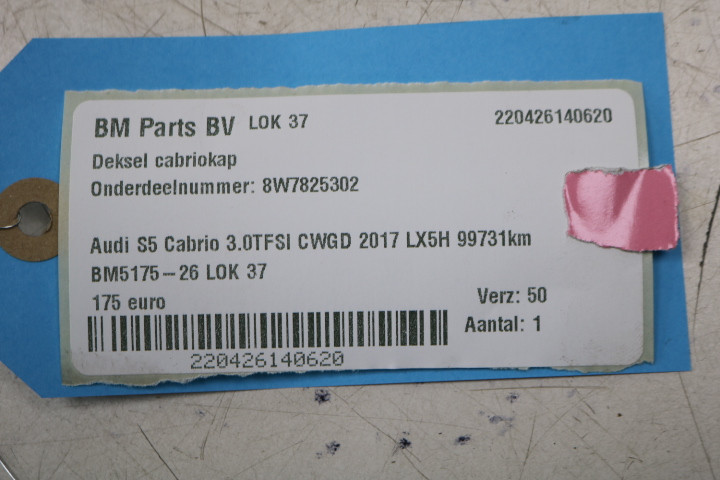 BM Parts BV LOK 37 220426140620
Deksel cabriokap
Onderdeelnummer: 8W7825302
Audi S5 Cabrio 3.0TFSI CWGD 2017 LX5H 99731km
BM5175-26 LOK 37
175 euro Verz: 50
Aantal: 1
220426140620